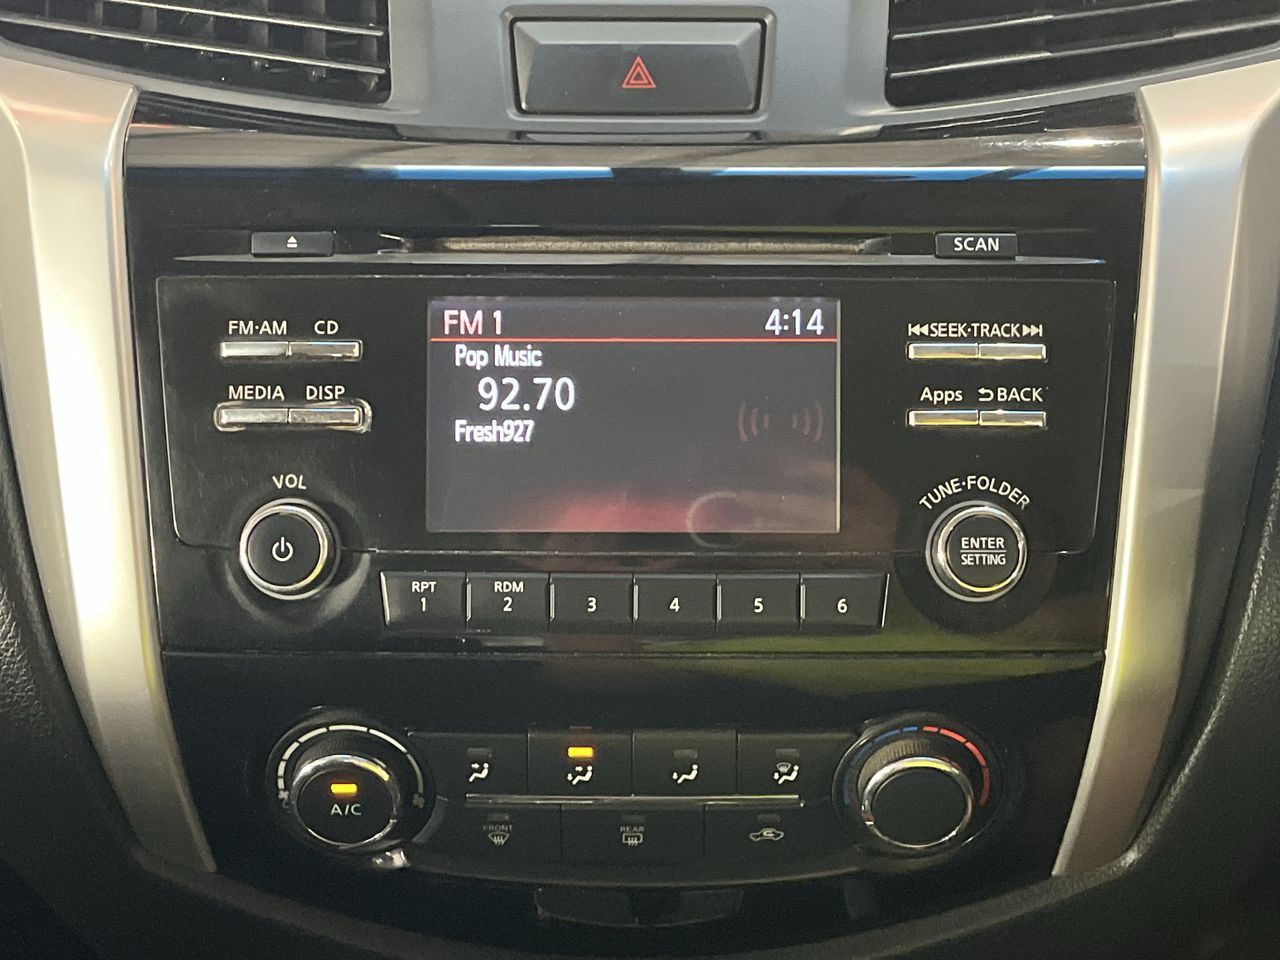 SCAN
FM·AM CD
MEDIA DISP
VOL
FM 1 4:14
Pop Music
92.70
Fresh927
SEEK·TRACK
Apps BACK
TUNE·FOLDER
ENTER
SETTING
RPT
1
RDM
2
3
4
5
6
A/C
FRONT
REAR